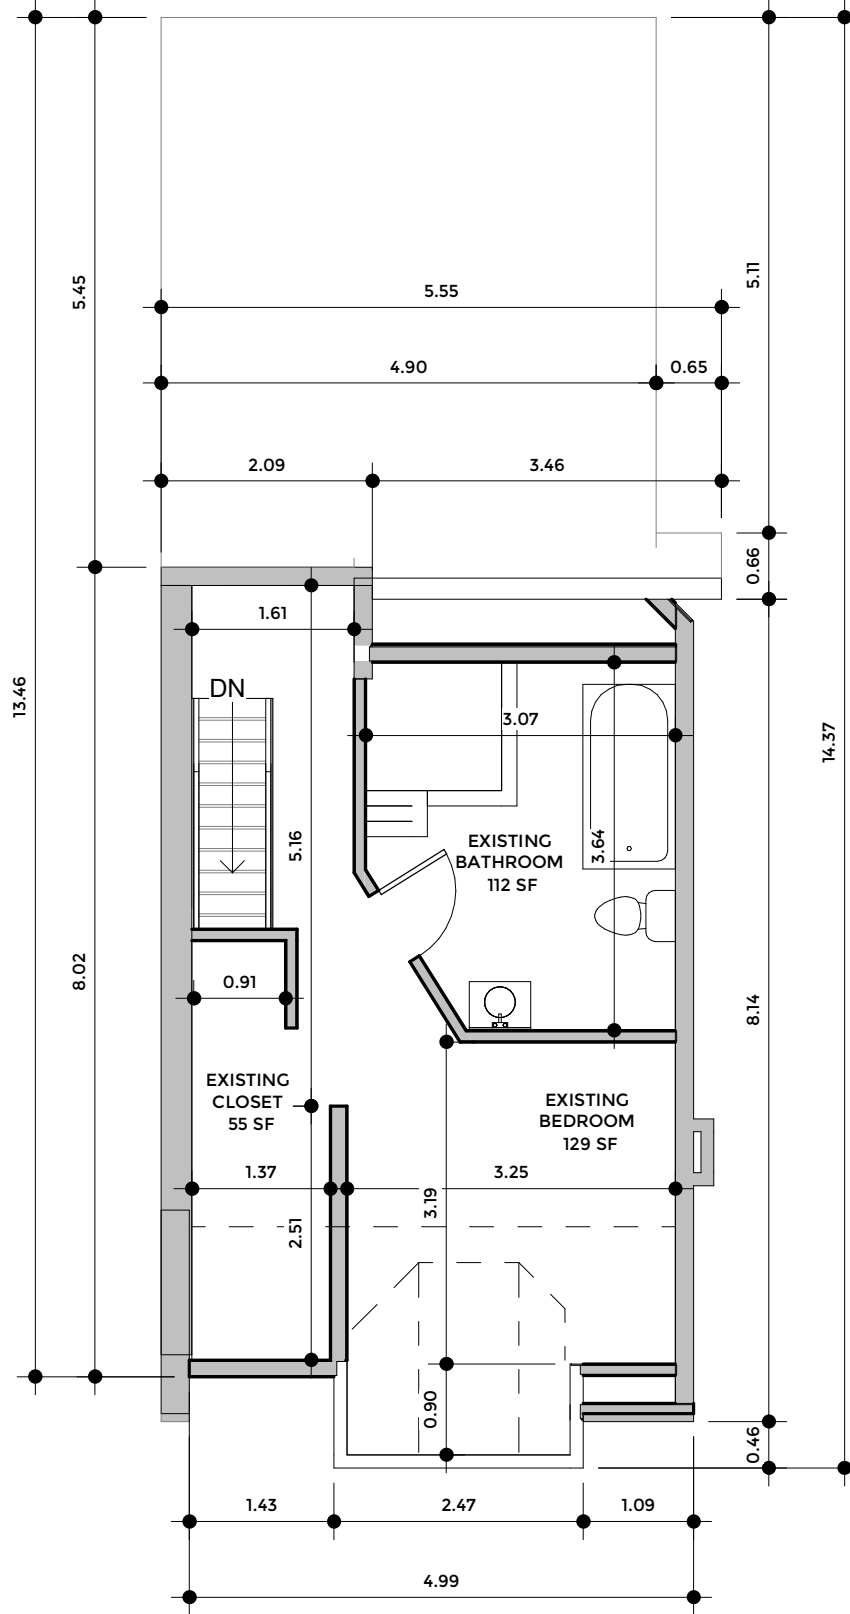 5.45
5.11
5.55
4.90
0.65
2.09
3.46
0.66
1.61
13.46
DN
3.07
14.37
5.16
3.64
EXISTING
BATHROOM
112 SF
8.02
0.91
8.14
EXISTING
CLOSET
55 SF
EXISTING
BEDROOM
129 SF
1.37
3.25
3.19
2.51
0.90
0.46
1.43
2.47
1.09
4.99